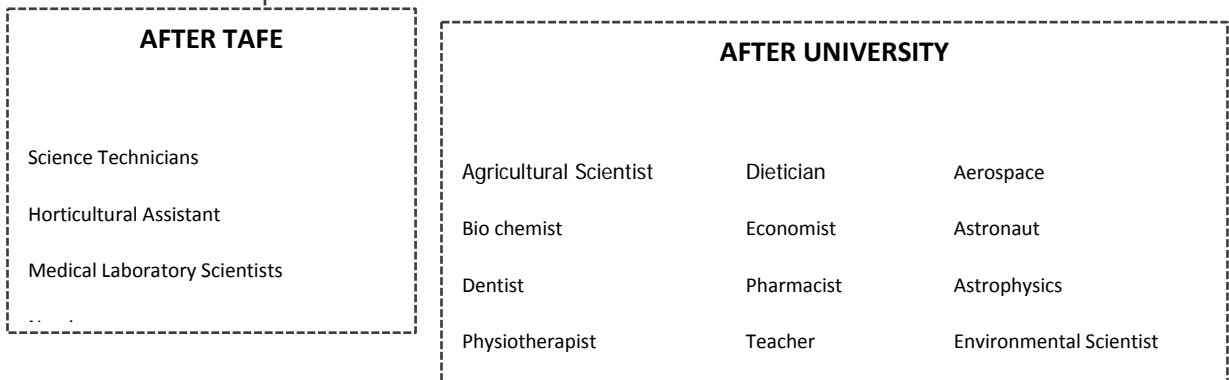 AFTER TAFE
Science Technicians
Horticultural Assistant
Medical Laboratory Scientists
AFTER UNIVERSITY
Agricultural Scientist Dietician Aerospace
Bio chemist Economist Astronaut
Dentist Pharmacist Astrophysics
Physiotherapist Teacher Environmental Scientist